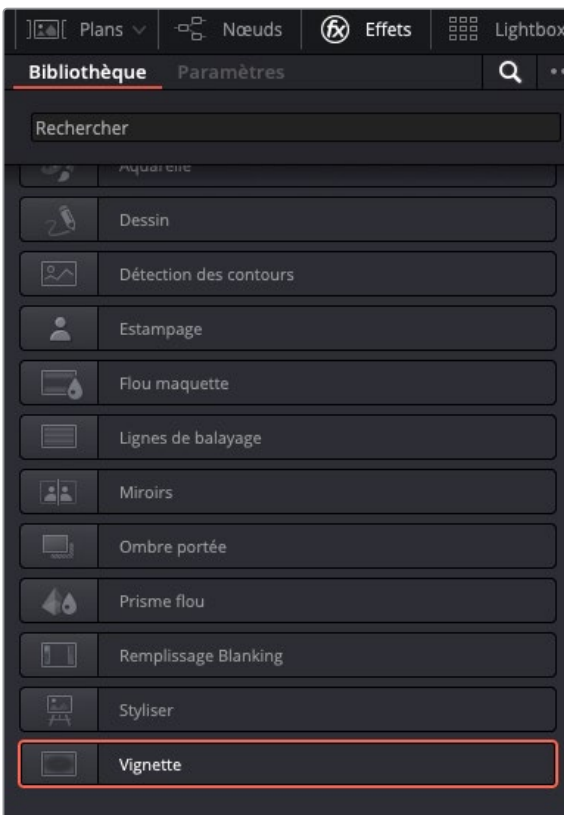 Plans Nœuds Effets Lightbox
Bibliothèque Paramètres
Rechercher
Aquarelle
Dessin
Détection des contours
Estampage
Flou maquette
Lignes de balayage
Miroirs
Ombre portée
Prisme flou
Remplissage Blanking
Styliser
Vignette